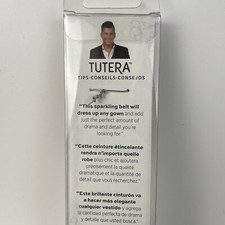 TUTERA™
TIPS·CONSEILS·CONSEJOS
"This sparkling belt will
dress up any gown and add
just the perfect amount of
drama and detail you're
looking for."
"Cette ceinture étincelante
rendra n'importe quelle
robe plus chic et ajoutera
précisément la qualité
dramatique et la quantité de
détail que vous recherchez."
"Este brillante cinturón va
a hacer más elegante
cualquier vestido y agrega
la cantidad perfecta de drama
y detalle que usted busca."